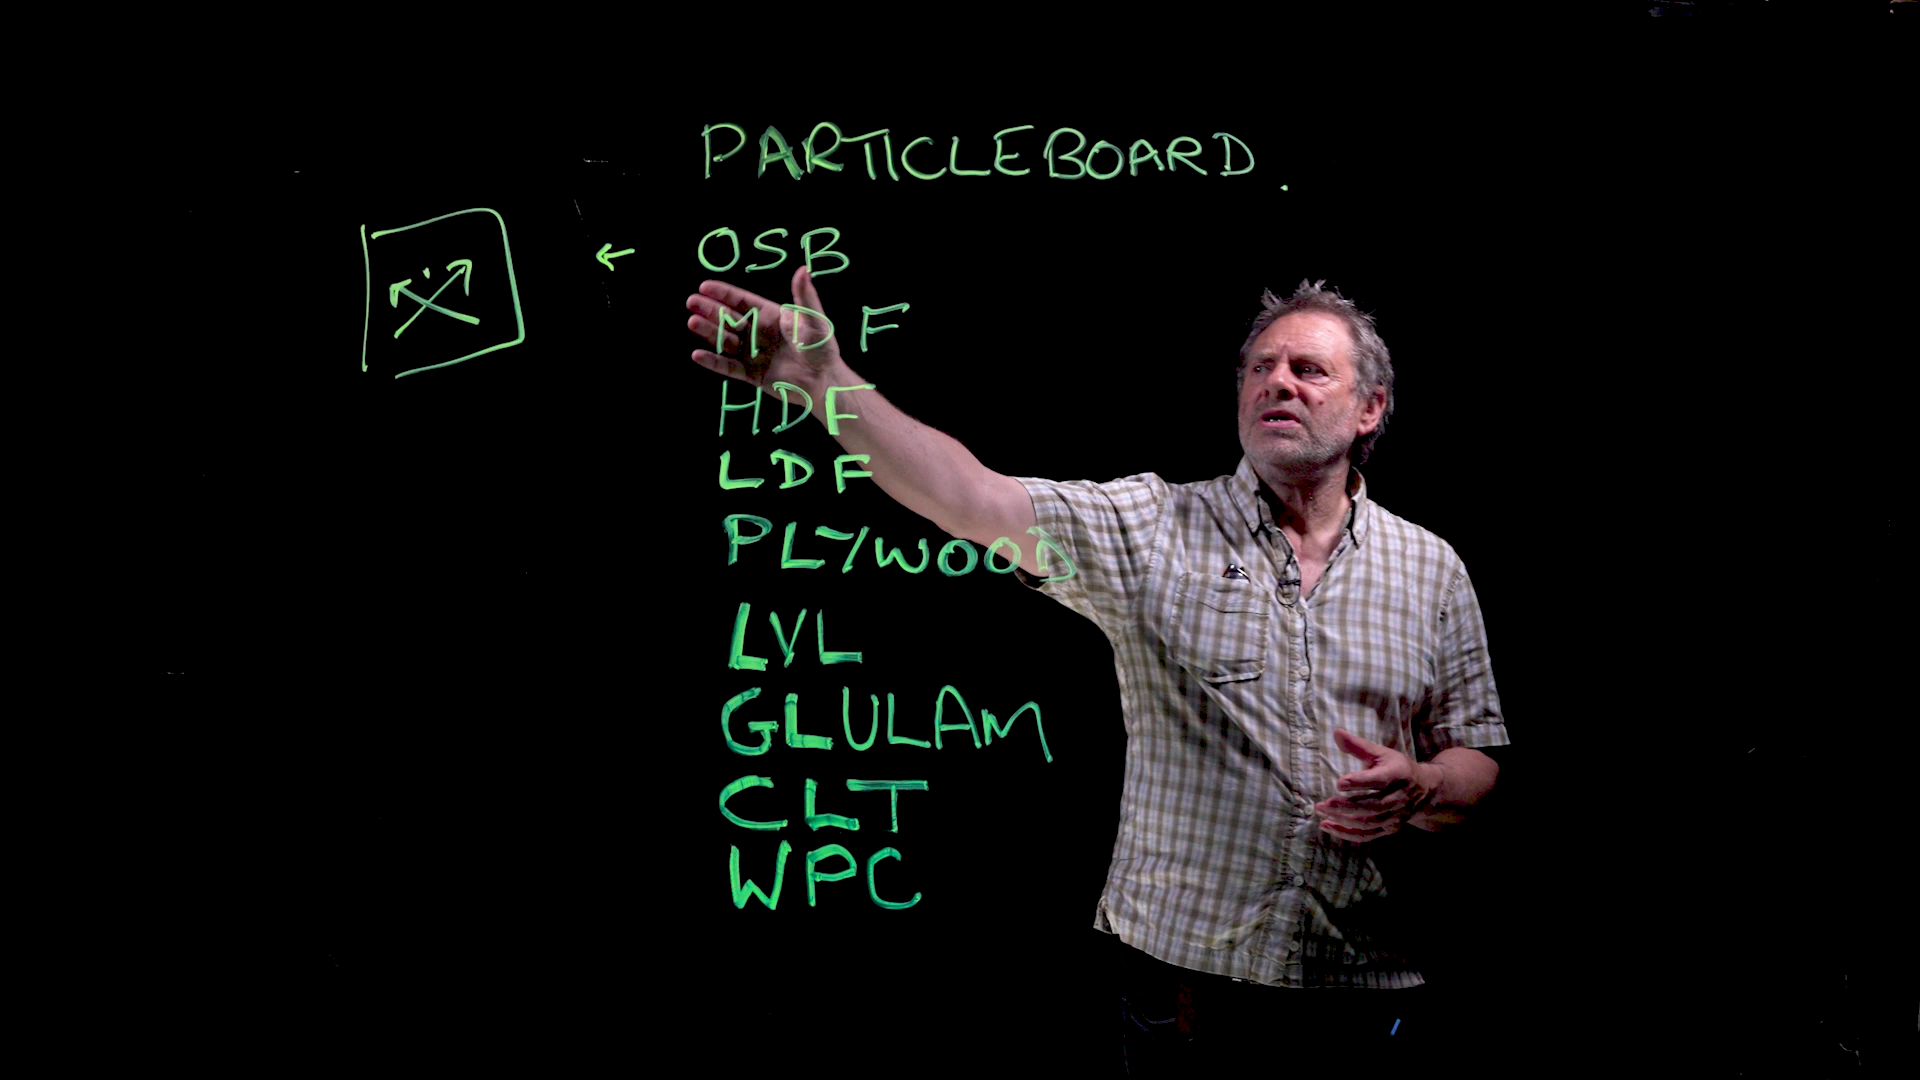 PARTICLEBOARD.
OSB
MDF
HDF
LDF
PLYWOOD
LVL
GLULAM
CLT
WPC